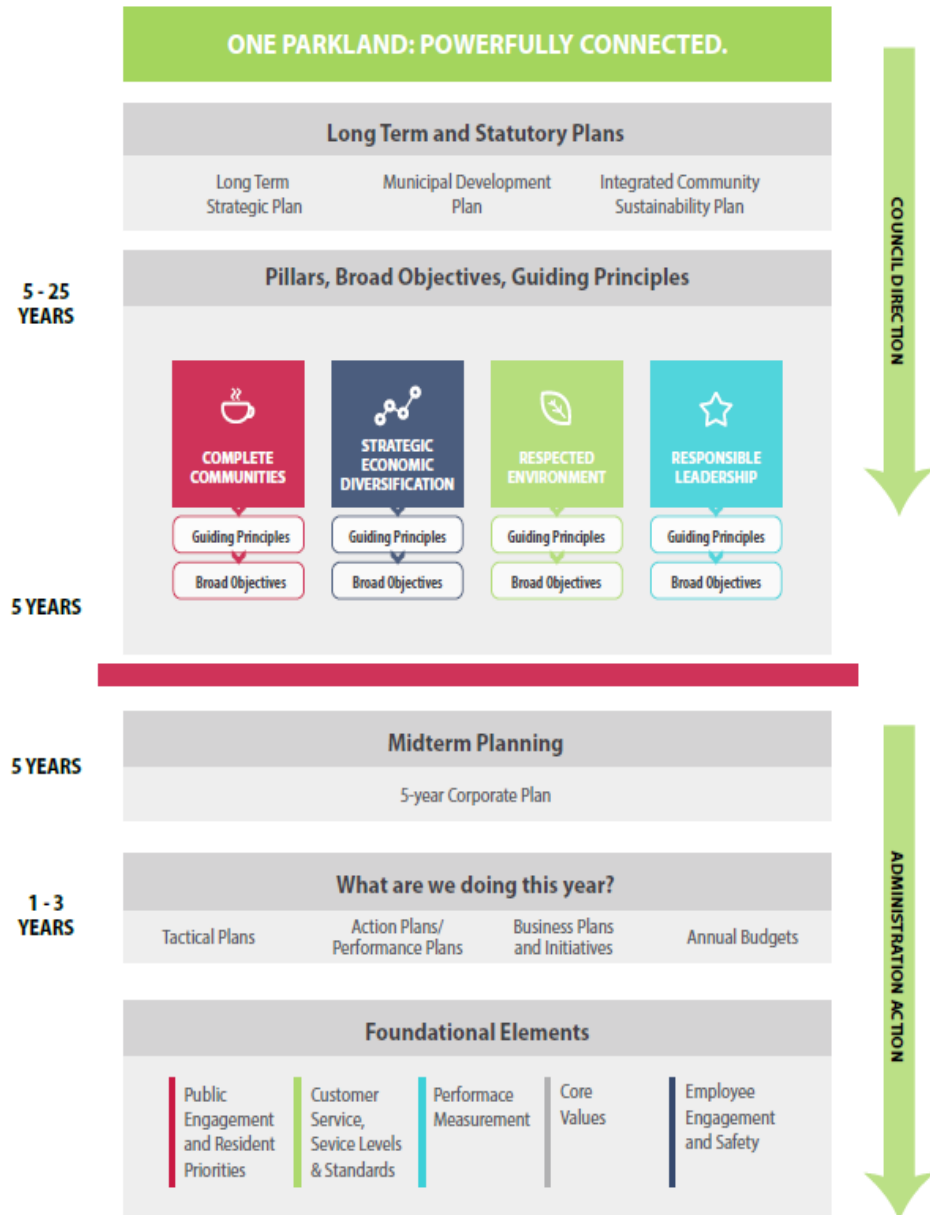 ONE PARKLAND: POWERFULLY CONNECTED.
Long Term and Statutory Plans
Long Term
Strategic Plan
Municipal Development
Plan
Integrated Community
Sustainability Plan
COUNCIL DIRECTION
5 - 25
YEARS
Pillars, Broad Objectives, Guiding Principles
COMPLETE
COMMUNITIES
Guiding Principles
Broad Objectives
STRATEGIC
ECONOMIC
DIVERSIFICATION
Guiding Principles
Broad Objectives
RESPECTED
ENVIRONMENT
Guiding Principles
Broad Objectives
RESPONSIBLE
LEADERSHIP
Guiding Principles
Broad Objectives
5 YEARS
5 YEARS
Midterm Planning
5-year Corporate Plan
1 - 3
YEARS
What are we doing this year?
Tactical Plans
Action Plans/
Performance Plans
Business Plans
and Initiatives
Annual Budgets
ADMINISTRATION ACTION
Foundational Elements
Public
Engagement
and Resident
Priorities
Customer
Service,
Sevice Levels
& Standards
Performace
Measurement
Core
Values
Employee
Engagement
and Safety